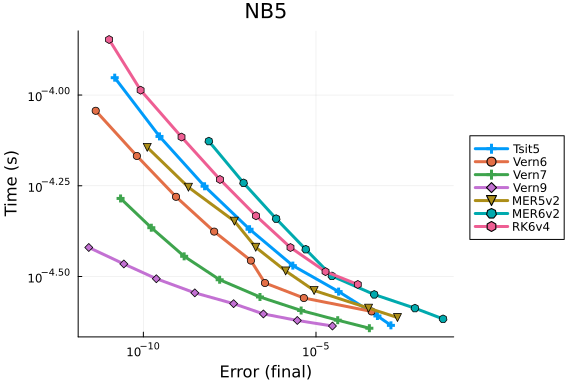 NB5
Time (s)
10^-4.00
10^-4.25
10^-4.50
10^-10
10^-5
Error (final)
Tsit5
Vern6
Vern7
Vern9
MER5v2
MER6v2
RK6v4